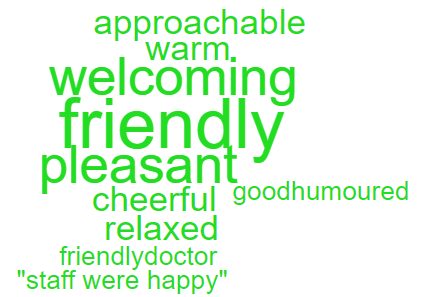 approachable
warm
welcoming
friendly
pleasant
cheerful
goodhumoured
relaxed
friendlydoctor
"staff were happy"